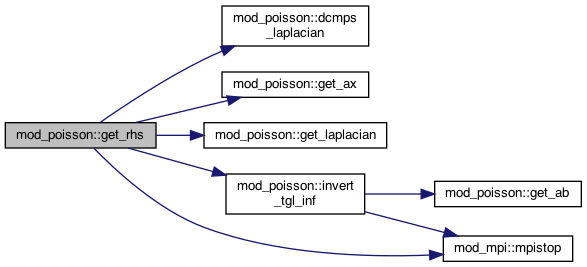 mod_poisson::dcmps
_laplacian
mod_poisson::get_ax
mod_poisson::get_rhs
mod_poisson::get_laplacian
mod_poisson::invert
_tgl_inf
mod_poisson::get_ab
mod_mpi::mpistop